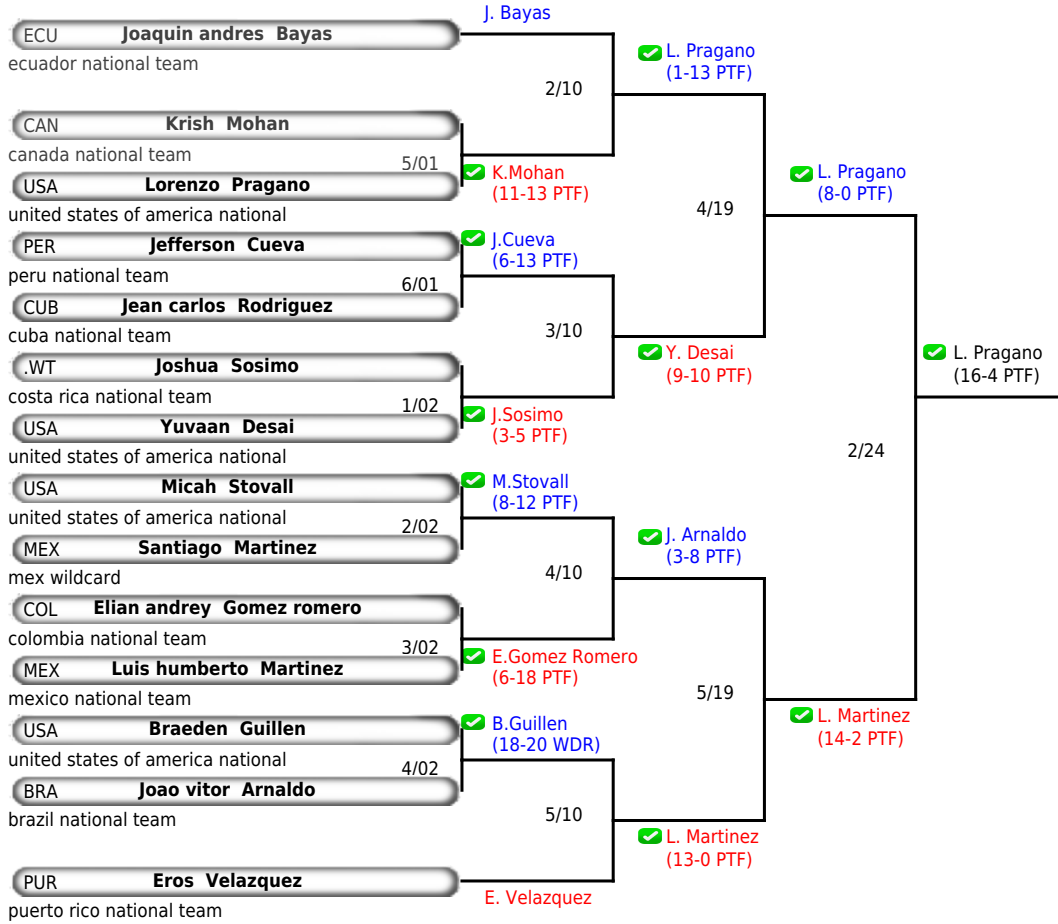 J. Bayas
ECU Joaquin andres Bayas
ecuador national team
L. Pragano
(1-13 PTF)
2/10
CAN Krish Mohan
canada national team
5/01
USA Lorenzo Pragano
united states of america national
K.Mohan
(11-13 PTF)
L. Pragano
(8-0 PTF)
4/19
PER Jefferson Cueva
peru national team
J.Cueva
(6-13 PTF)
6/01
CUB Jean carlos Rodriguez
cuba national team
3/10
Y. Desai
(9-10 PTF)
L. Pragano
(16-4 PTF)
.WT Joshua Sosimo
costa rica national team
1/02
USA Yuvaan Desai
united states of america national
J.Sosimo
(3-5 PTF)
2/24
USA Micah Stovall
united states of america national
M.Stovall
(8-12 PTF)
2/02
MEX Santiago Martinez
mex wildcard
J. Arnaldo
(3-8 PTF)
4/10
COL Elian andrey Gomez romero
colombia national team
3/02
MEX Luis humberto Martinez
mexico national team
E.Gomez Romero
(6-18 PTF)
5/19
USA Braeden Guillen
united states of america national
B.Guillen
(18-20 WDR)
L. Martinez
(14-2 PTF)
4/02
BRA Joao vitor Arnaldo
brazil national team
5/10
L. Martinez
(13-0 PTF)
PUR Eros Velazquez
puerto rico national team
E. Velazquez